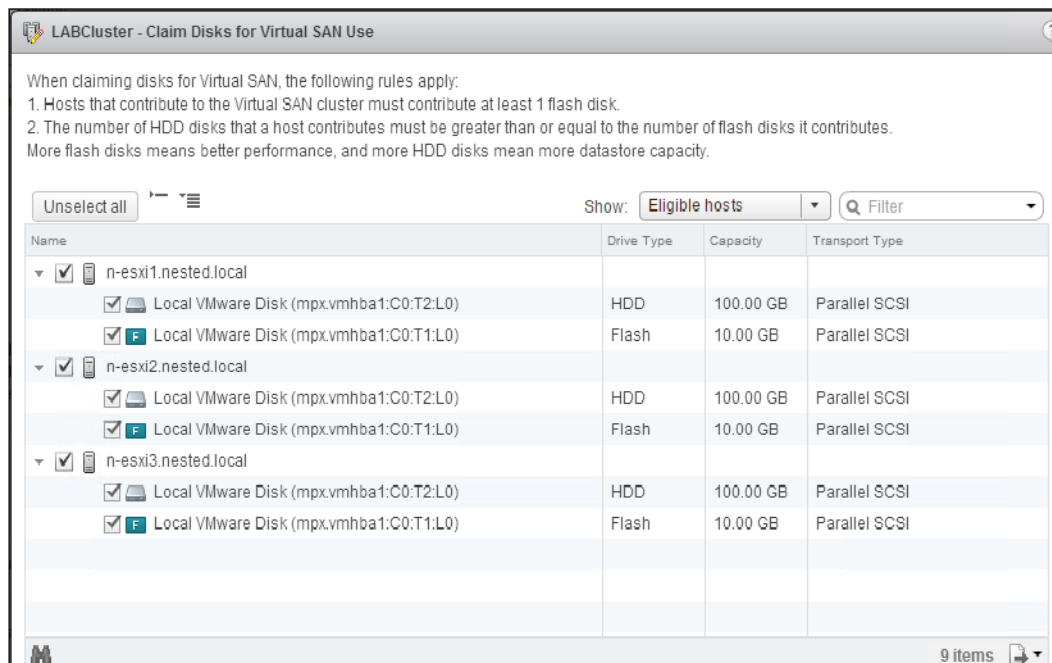 LABCluster - Claim Disks for Virtual SAN Use
?
When claiming disks for Virtual SAN, the following rules apply:
1. Hosts that contribute to the Virtual SAN cluster must contribute at least 1 flash disk.
2. The number of HDD disks that a host contributes must be greater than or equal to the number of flash disks it contributes.
More flash disks means better performance, and more HDD disks mean more datastore capacity.
Unselect all Show: Eligible hosts Filter
Name Drive Type Capacity Transport Type
n-esxi1.nested.local
Local VMware Disk (mpx.vmhba1:C0:T2:L0) HDD 100.00 GB Parallel SCSI
F Local VMware Disk (mpx.vmhba1:C0:T1:L0) Flash 10.00 GB Parallel SCSI
n-esxi2.nested.local
Local VMware Disk (mpx.vmhba1:C0:T2:L0) HDD 100.00 GB Parallel SCSI
F Local VMware Disk (mpx.vmhba1:C0:T1:L0) Flash 10.00 GB Parallel SCSI
n-esxi3.nested.local
Local VMware Disk (mpx.vmhba1:C0:T2:L0) HDD 100.00 GB Parallel SCSI
F Local VMware Disk (mpx.vmhba1:C0:T1:L0) Flash 10.00 GB Parallel SCSI
9 items